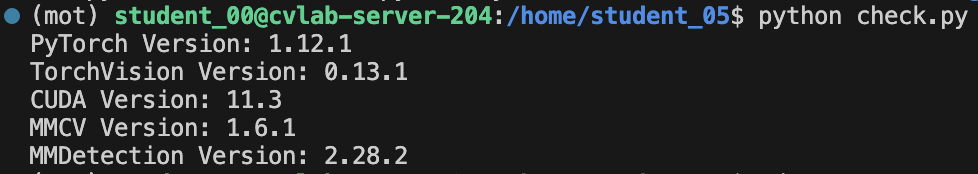 (mot) student_00@cvlab-server-204:/home/student_05$ python check.py
PyTorch Version: 1.12.1
TorchVision Version: 0.13.1
CUDA Version: 11.3
MMCV Version: 1.6.1
MMDetection Version: 2.28.2